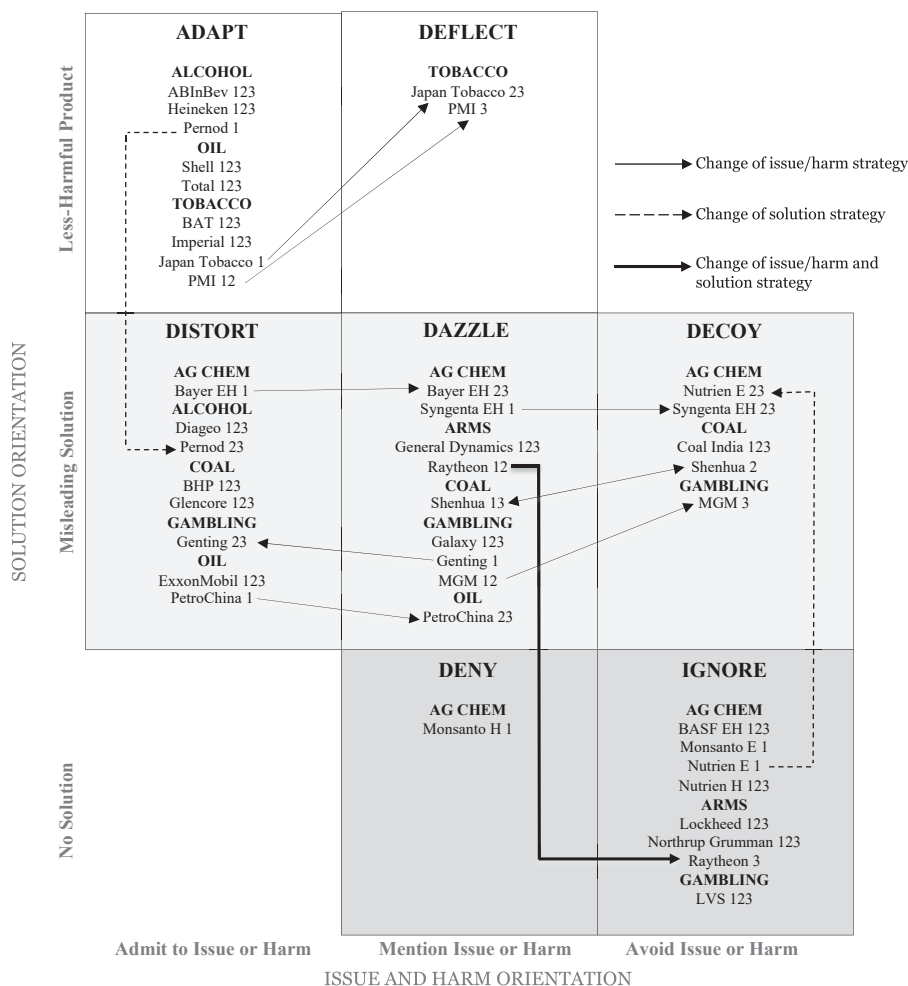 ADAPT
ALCOHOL
ABInBev 123
Heineken 123
Pernod 1
OIL
Shell 123
Total 123
TOBACCO
BAT 123
Imperial 123
Japan Tobacco 1
PMI 12
DEFLECT
TOBACCO
Japan Tobacco 23
PMI 3
Change of issue/harm strategy
Change of solution strategy
Change of issue/harm and
solution strategy
Less-Harmful Product
DISTORT
AG CHEM
Bayer EH 1
ALCOHOL
Diageo 123
Pernod 23
COAL
BHP 123
Glencore 123
GAMBLING
Genting 23
OIL
ExxonMobil 123
PetroChina 1
DAZZLE
AG CHEM
Bayer EH 23
Syngenta EH 1
ARMS
General Dynamics 123
Raytheon 12
COAL
Shenhua 13
GAMBLING
Galaxy 123
Genting 1
MGM 12
OIL
PetroChina 23
DECOY
AG CHEM
Nutrien E 23
Syngenta EH 23
COAL
Coal India 123
Shenhua 2
GAMBLING
MGM 3
SOLUTION ORIENTATION
Misleading Solution
DENY
AG CHEM
Monsanto H 1
IGNORE
AG CHEM
BASF EH 123
Monsanto E 1
Nutrien E 1
Nutrien H 123
ARMS
Lockheed 123
Northrup Grumman 123
Raytheon 3
GAMBLING
LVS 123
No Solution
Admit to Issue or Harm
Mention Issue or Harm
Avoid Issue or Harm
ISSUE AND HARM ORIENTATION